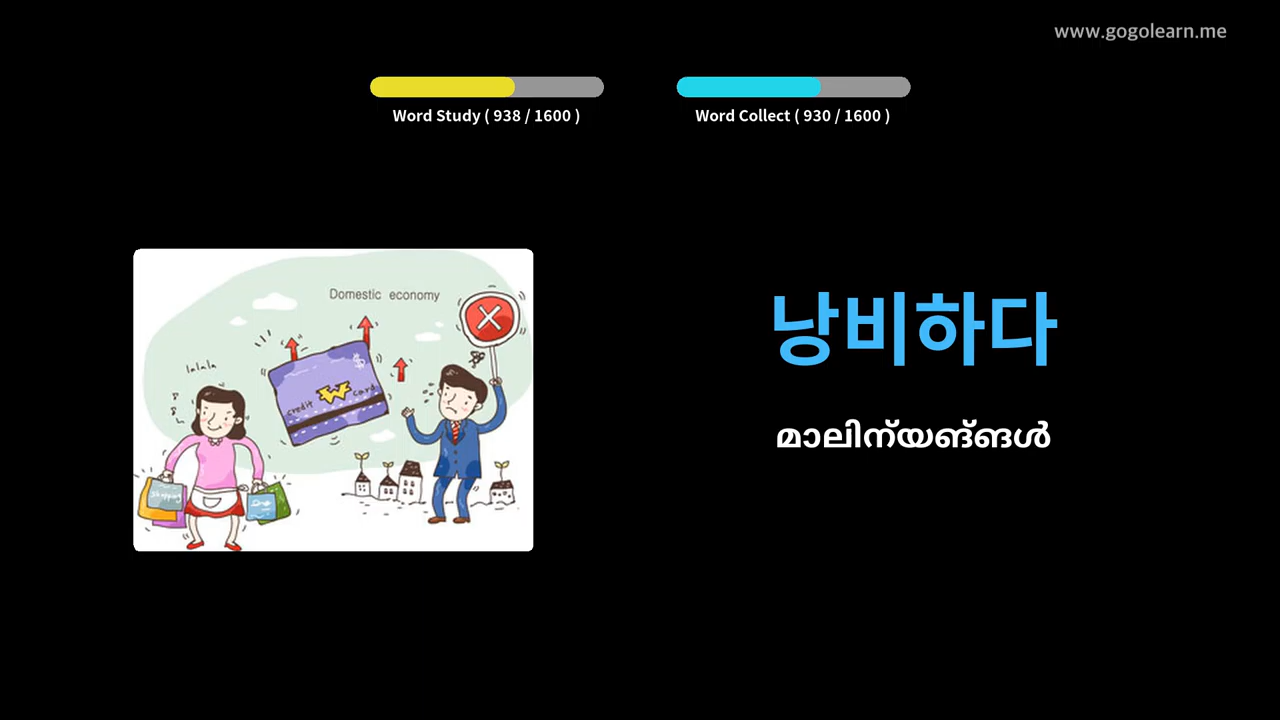 www.gogolearn.me
Word Study ( 938 / 1600 )
Word Collect ( 930 / 1600 )
Domestic economy
lalala
credit W card
$
shopping
낭비하다
മാലിന്യങ്ങൾ